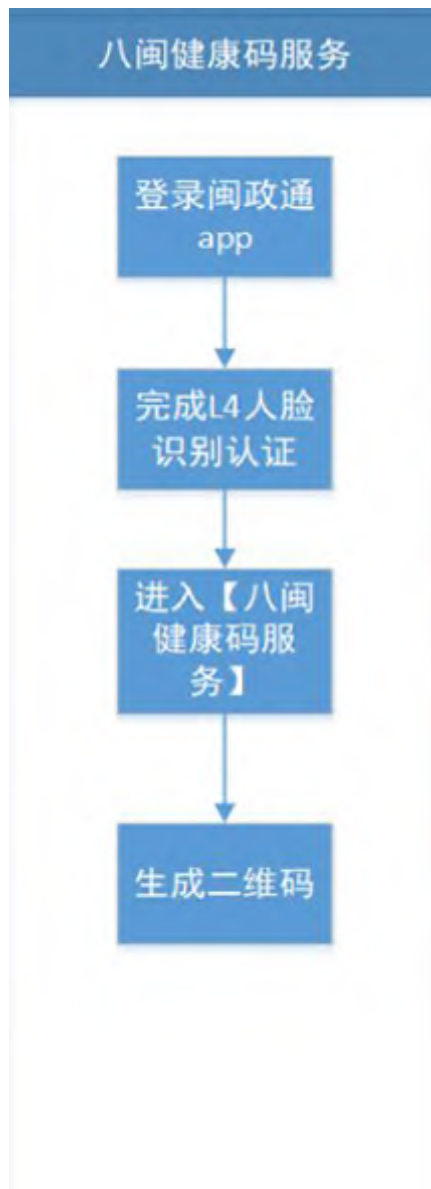 八闽健康码服务
登录闽政通
app
完成L4人脸
识别认证
进入【八闽
健康码服
务】
生成二维码